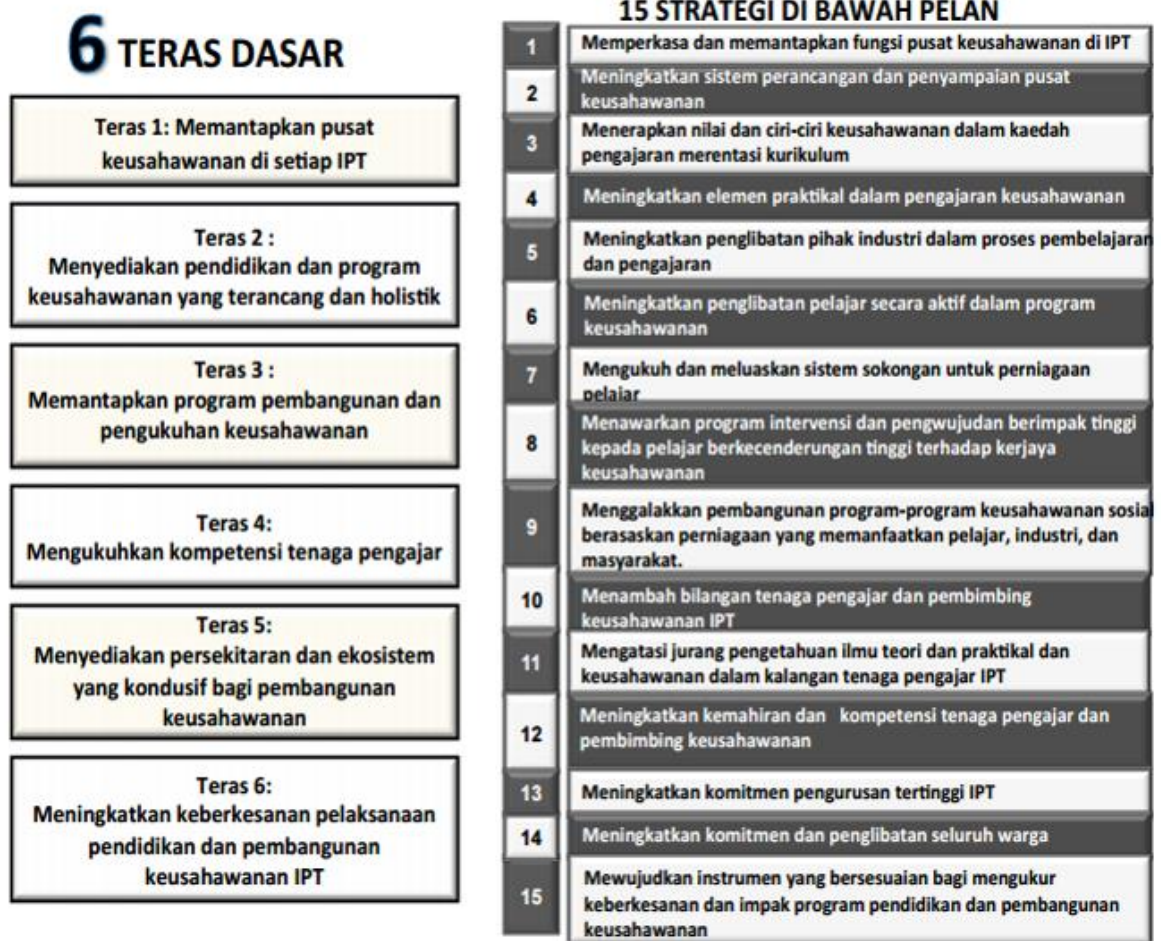 6 TERAS DASAR
Teras 1: Memantapkan pusat
keusahawanan di setiap IPT
Teras 2 :
Menyediakan pendidikan dan program
keusahawanan yang terancang dan holistik
Teras 3 :
Memantapkan program pembangunan dan
pengukuhan keusahawanan
Teras 4:
Mengukuhkan kompetensi tenaga pengajar
Teras 5:
Menyediakan persekitaran dan ekosistem
yang kondusif bagi pembangunan
keusahawanan
Teras 6:
Meningkatkan keberkesanan pelaksanaan
pendidikan dan pembangunan
keusahawanan IPT
15 STRATEGI DI BAWAH PELAN
1 Memperkasa dan memantapkan fungsi pusat keusahawanan di IPT
2 Meningkatkan sistem perancangan dan penyampaian pusat
keusahawanan
3 Menerapkan nilai dan ciri-ciri keusahawanan dalam kaedah
pengajaran merentasi kurikulum
4 Meningkatkan elemen praktikal dalam pengajaran keusahawanan
5 Meningkatkan penglibatan pihak industri dalam proses pembelajaran
dan pengajaran
6 Meningkatkan penglibatan pelajar secara aktif dalam program
keusahawanan
7 Mengukuh dan meluaskan sistem sokongan untuk perniagaan
pelajar
8 Menawarkan program intervensi dan pengwujudan berimpak tinggi
kepada pelajar berkecenderungan tinggi terhadap kerjaya
keusahawanan
9 Menggalakkan pembangunan program-program keusahawanan sosial
berasaskan perniagaan yang memanfaatkan pelajar, industri, dan
masyarakat.
10 Menambah bilangan tenaga pengajar dan pembimbing
keusahawanan IPT
11 Mengatasi jurang pengetahuan ilmu teori dan praktikal dan
keusahawanan dalam kalangan tenaga pengajar IPT
12 Meningkatkan kemahiran dan kompetensi tenaga pengajar dan
pembimbing keusahawanan
13 Meningkatkan komitmen pengurusan tertinggi IPT
14 Meningkatkan komitmen dan penglibatan seluruh warga
15 Mewujudkan instrumen yang bersesuaian bagi mengukur
keberkesanan dan impak program pendidikan dan pembangunan
keusahawanan